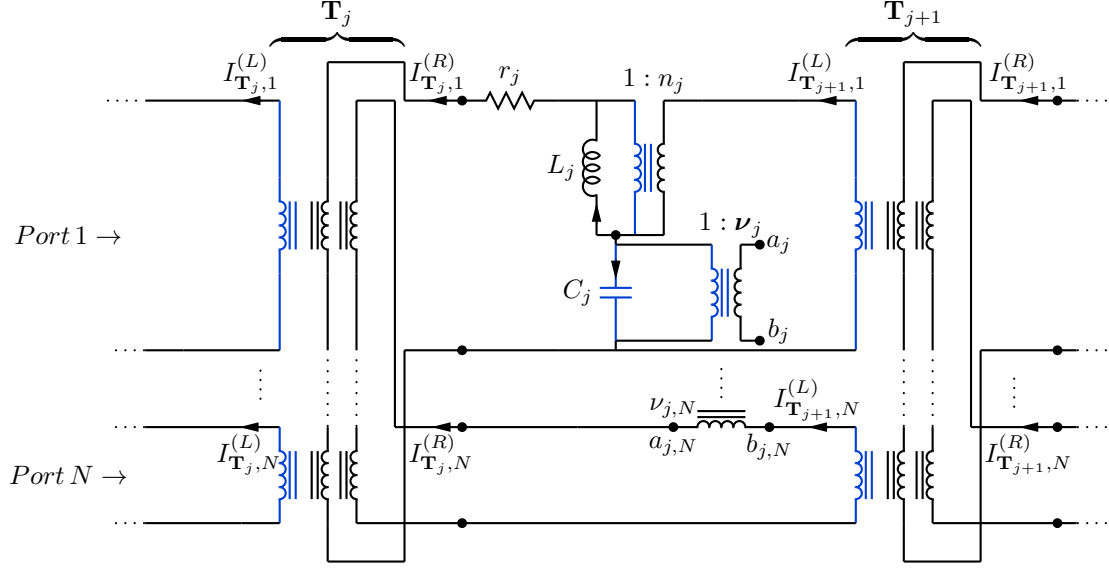 T_j T_{j+1}
I^{(L)}_{T_j,1} I^{(R)}_{T_j,1} r_j 1 : n_j I^{(L)}_{T_{j+1},1} I^{(R)}_{T_{j+1},1}
L_j
Port 1 →
1 : ν_j
a_j
C_j
b_j
I^{(L)}_{T_j,N} I^{(R)}_{T_j,N} ν_{j,N} I^{(L)}_{T_{j+1},N} I^{(R)}_{T_{j+1},N}
a_{j,N} b_{j,N}
Port N →